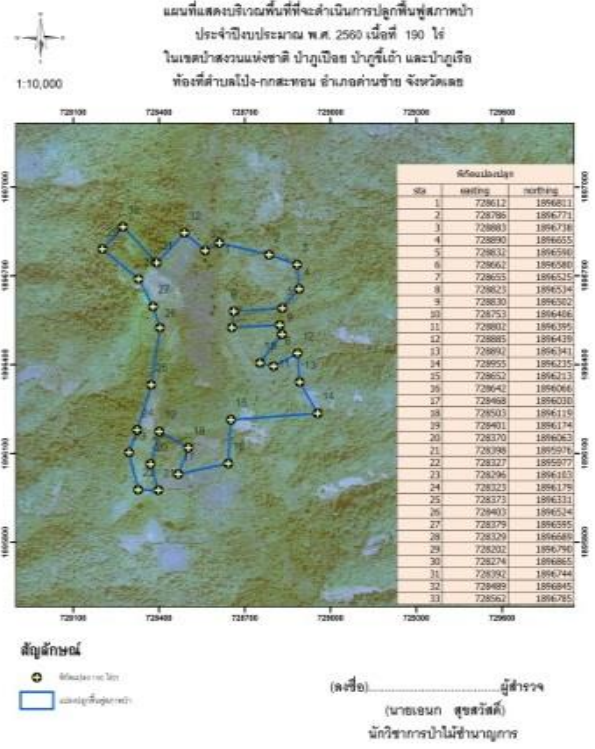 แผนที่แสดงบริเวณพื้นที่ที่จะดำเนินการปลูกฟื้นฟูสภาพป่า
ประจำปีงบประมาณ พ.ศ. 2560 เนื้อที่ 190 ไร่
ในเขตป่าสงวนแห่งชาติ ป่าภูเปือย ป่าภูขี้เถ้า และป่าภูเรือ
ท้องที่ตำบลโป่ง-กกสะทอน อำเภอด่านซ้าย จังหวัดเลย
1:10,000
พิกัดแปลงปลูก
sta easting northing
1 728612 1896811
2 728786 1896771
3 728883 1896738
4 728890 1896655
5 728832 1896590
6 728662 1896580
7 728655 1896525
8 728823 1896534
9 728830 1896502
10 728753 1896406
11 728802 1896395
12 728885 1896439
13 728892 1896341
14 728955 1896235
15 728652 1896213
16 728642 1896066
17 728468 1896030
18 728503 1896119
19 728401 1896174
20 728370 1896063
21 728398 1895976
22 728327 1895977
23 728296 1896103
24 728323 1896179
25 728373 1896331
26 728403 1896524
27 728379 1896595
28 728329 1896689
29 728202 1896790
30 728274 1896865
31 728392 1896744
32 728489 1896845
33 728562 1896785
สัญลักษณ์
แปลงปลูกฟื้นฟูสภาพป่า
(ลงชื่อ)..............................ผู้สำรวจ
(นายเอนก สุขสวัสดิ์)
นักวิชาการป่าไม้ชำนาญการ